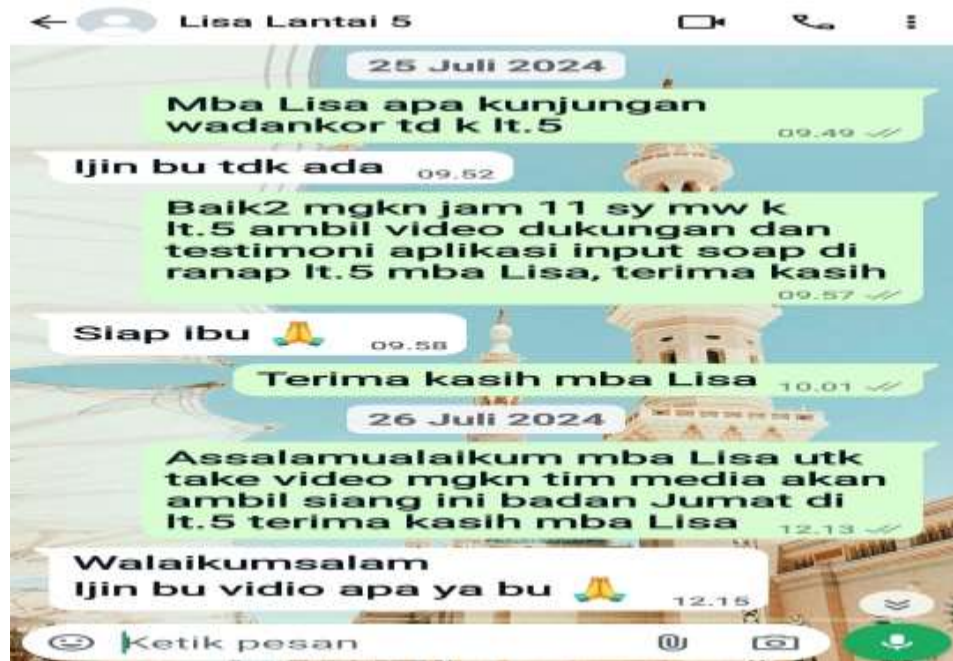 Lisa Lantai 5
25 Juli 2024
Mba Lisa apa kunjungan
wadankor td k lt.5
09.49
Ijin bu tdk ada
09.52
Baik2 mgkn jam 11 sy mw k
lt.5 ambil video dukungan dan
testimoni aplikasi input soap di
ranap lt.5 mba Lisa, terima kasih
09.57
Siap ibu 🙏
09.58
Terima kasih mba Lisa
10.01
26 Juli 2024
Assalamualaikum mba Lisa utk
take video mgkn tim media akan
ambil siang ini badan Jumat di
lt.5 terima kasih mba Lisa
12.13
Walaikumsalam
Ijin bu vidio apa ya bu 🙏
12.15
Ketik pesan